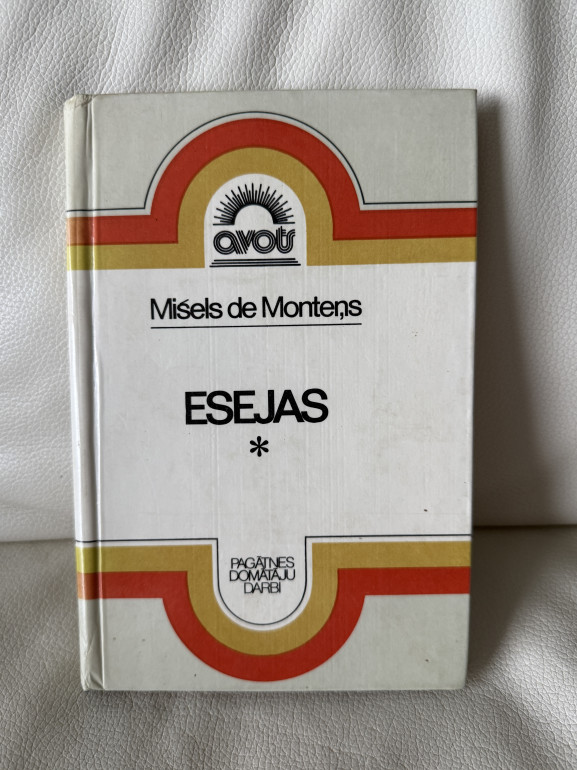 avots
Mišels de Monteņs
ESEJAS
*
PAGĀTNES
DOMĀTĀJU
DARBI